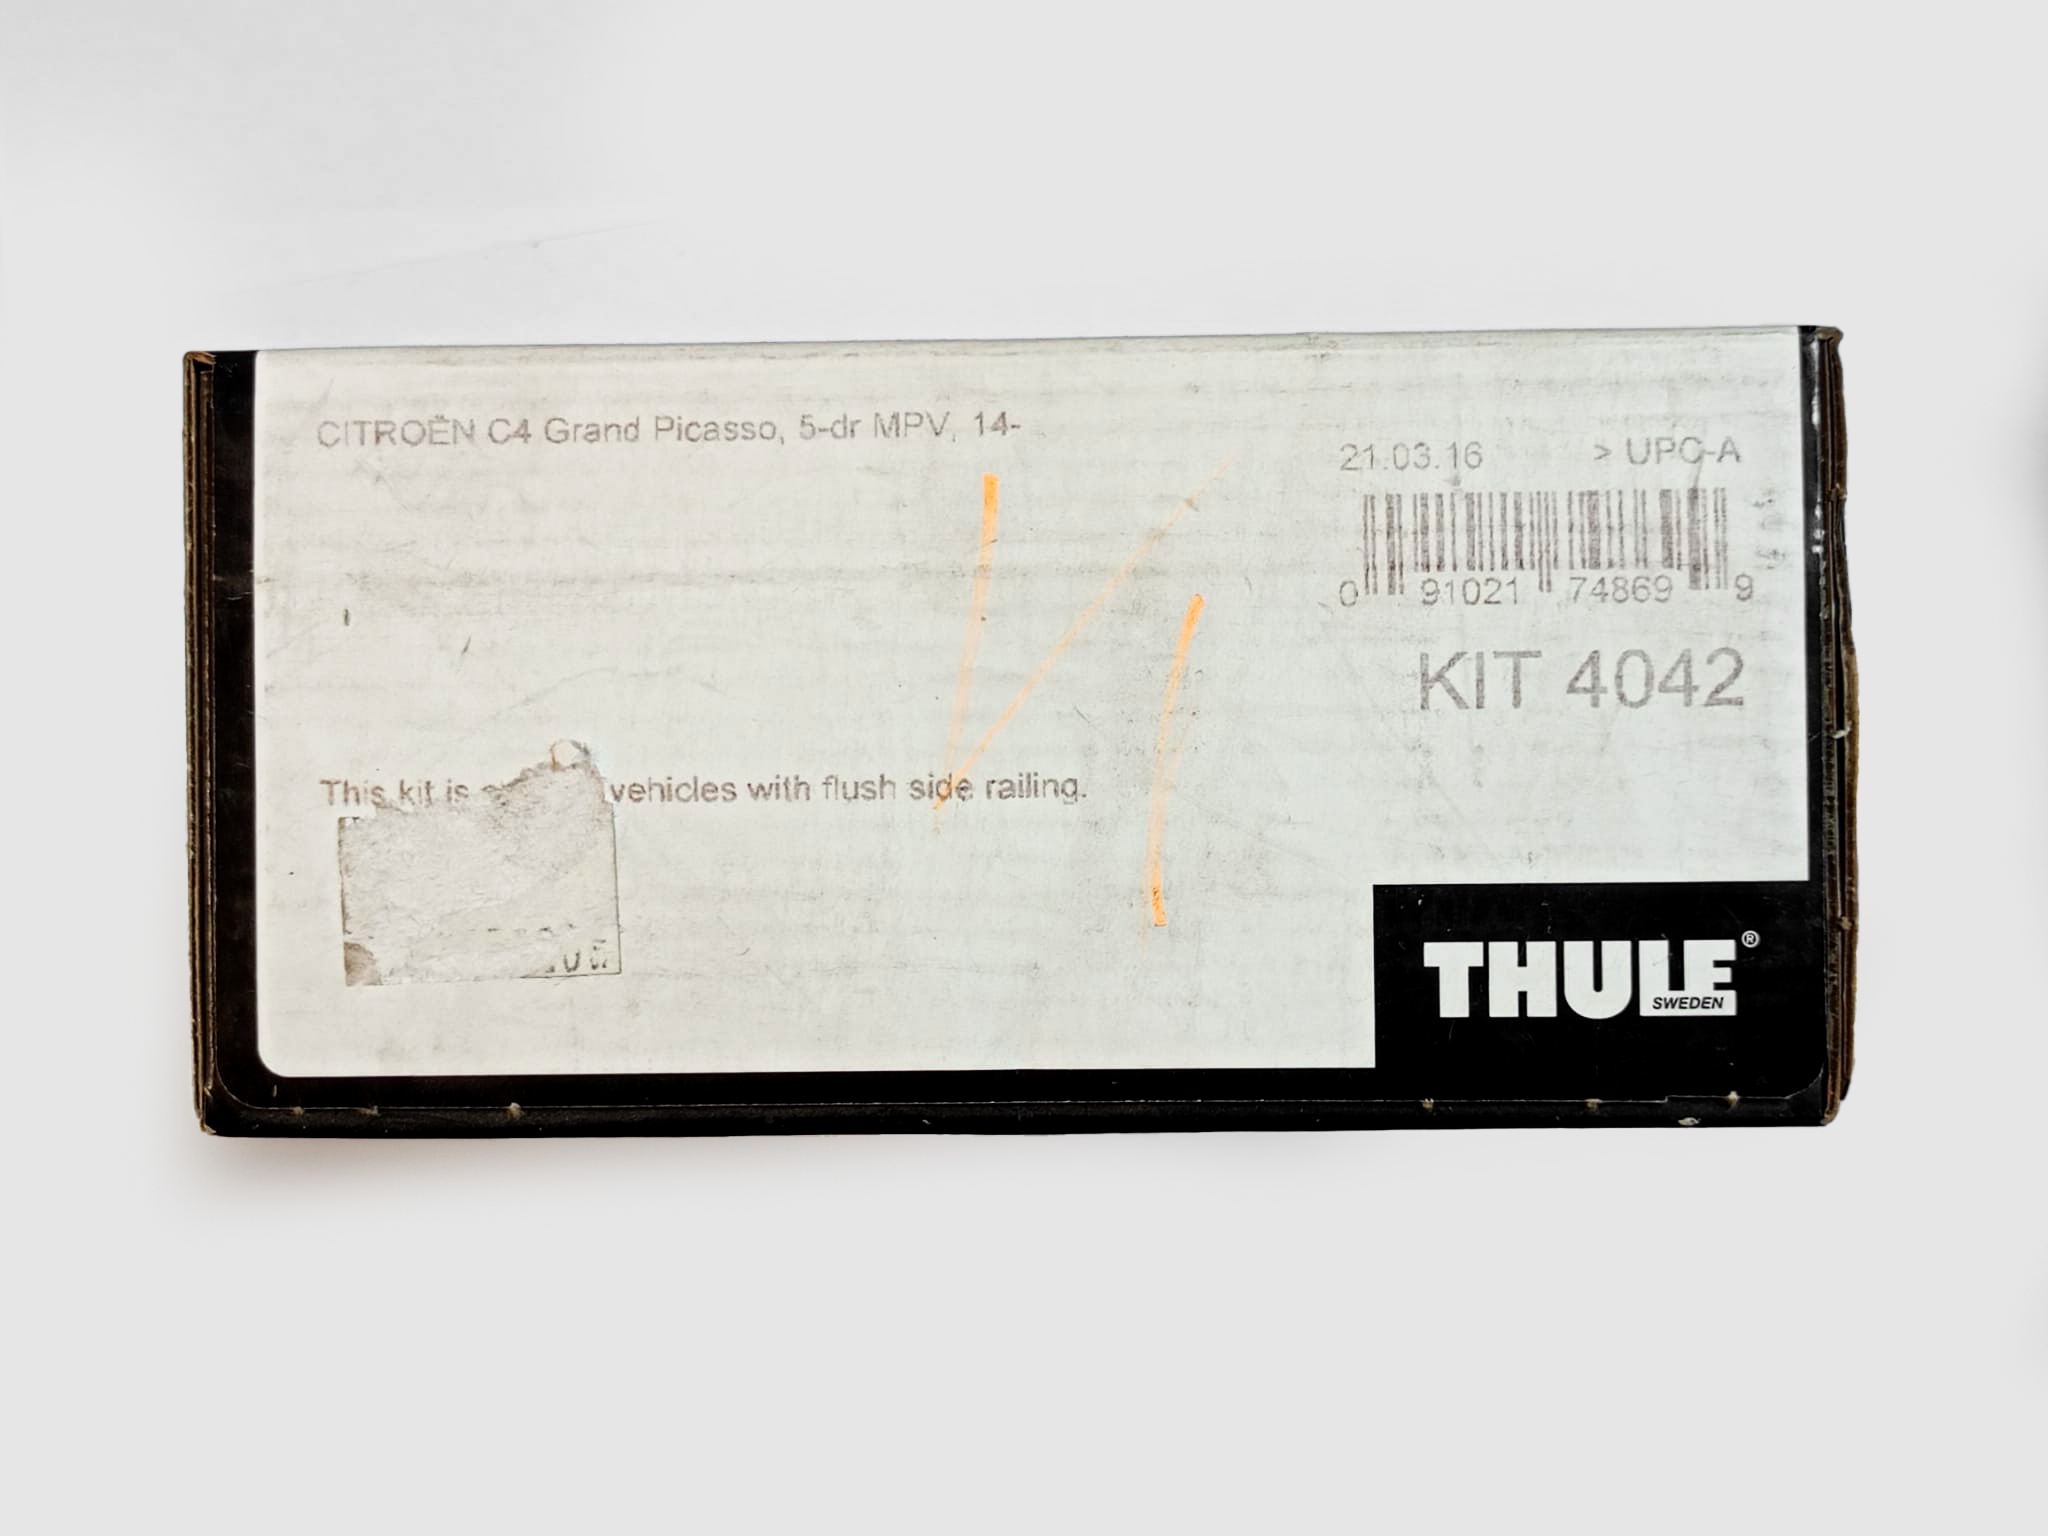 CITROËN C4 Grand Picasso, 5-dr MPV, 14-
21.03.16 > UPC-A
0 91021 74869 9
KIT 4042
This kit is vehicles with flush side railing.
THULE®
SWEDEN